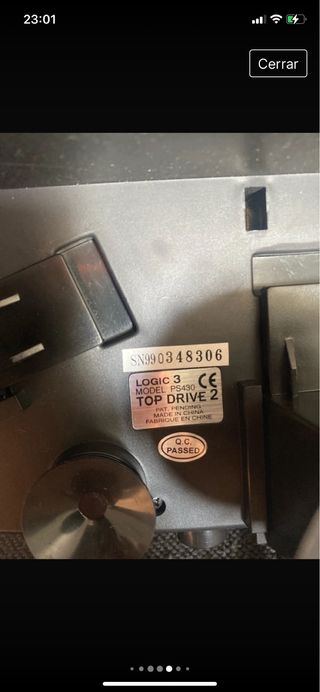 23:01
Cerrar
SN990348306
LOGIC 3 CE
MODEL PS430
TOP DRIVE 2
PAT. PENDING
MADE IN CHINA
FABRIQUE EN CHINE
Q.C.
PASSED